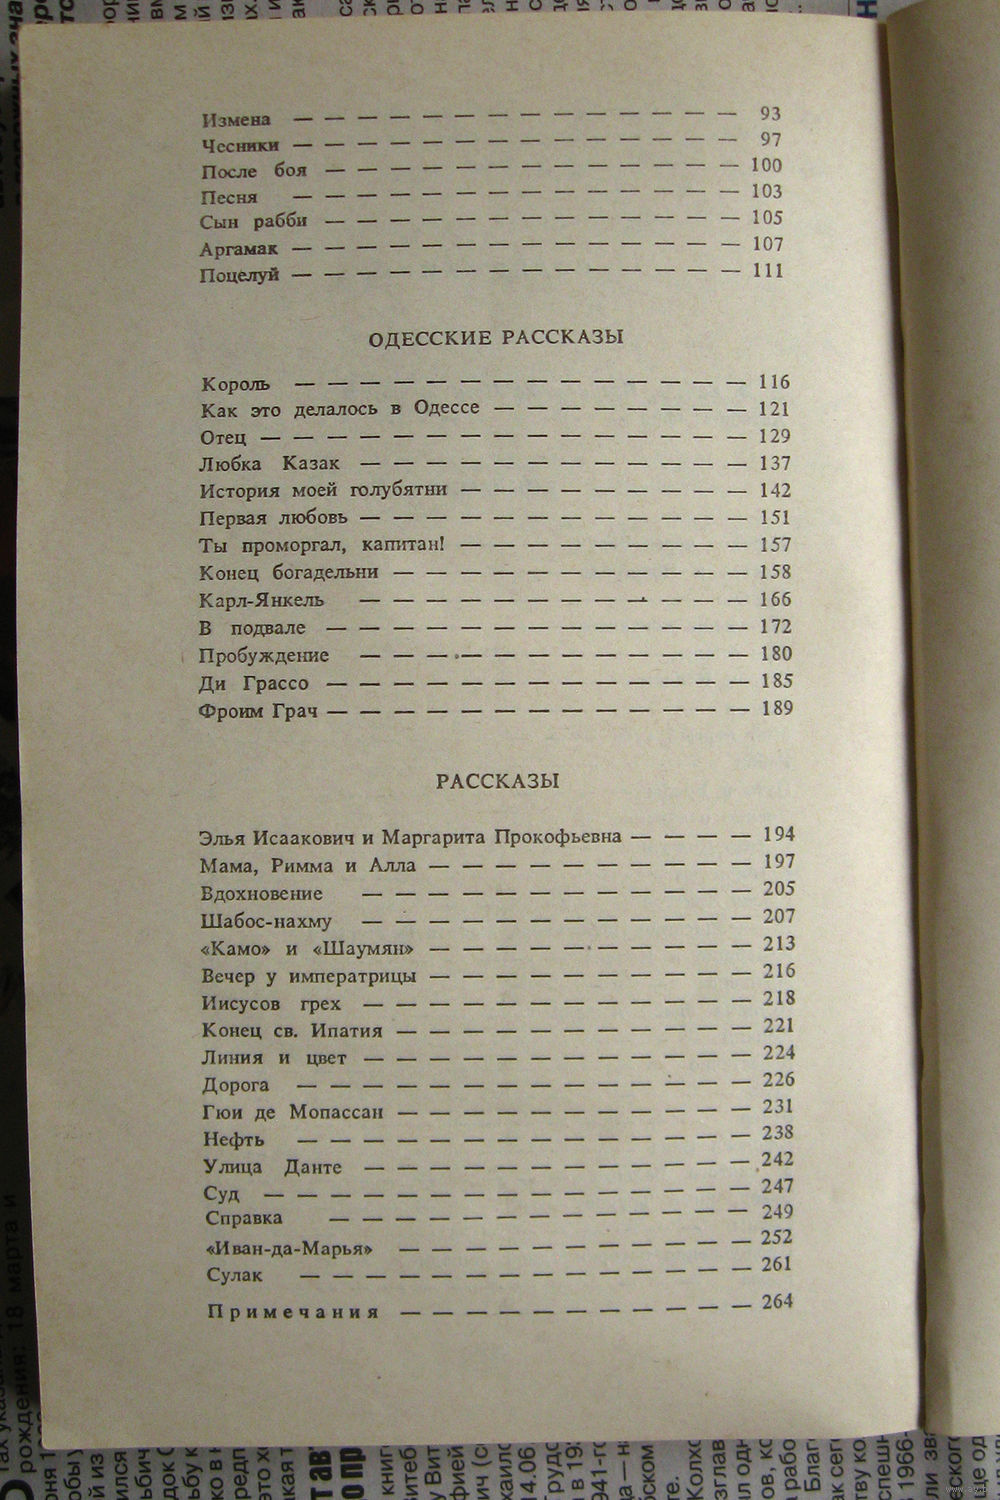 Измена — — — — — — — — — — — — — — 93
Чесники — — — — — — — — — — — — — — 97
После боя — — — — — — — — — — — — — 100
Песня — — — — — — — — — — — — — — 103
Сын рабби — — — — — — — — — — — — — 105
Аргамак — — — — — — — — — — — — — — 107
Поцелуй — — — — — — — — — — — — — — 111
ОДЕССКИЕ РАССКАЗЫ
Король — — — — — — — — — — — — — — 116
Как это делалось в Одессе — — — — — — — — 121
Отец — — — — — — — — — — — — — — — 129
Любка Казак — — — — — — — — — — — — 137
История моей голубятни — — — — — — — — — 142
Первая любовь — — — — — — — — — — — — 151
Ты проморгал, капитан! — — — — — — — — — 157
Конец богадельни — — — — — — — — — — — 158
Карл-Янкель — — — — — — — — — — — — 166
В подвале — — — — — — — — — — — — — 172
Пробуждение — — — — — — — — — — — — 180
Ди Грассо — — — — — — — — — — — — — 185
Фроим Грач — — — — — — — — — — — — — 189
РАССКАЗЫ
Элья Исаакович и Маргарита Прокофьевна — — — — 194
Мама, Римма и Алла — — — — — — — — — — 197
Вдохновение — — — — — — — — — — — — 205
Шабос-нахму — — — — — — — — — — — — 207
«Камо» и «Шаумян» — — — — — — — — — — 213
Вечер у императрицы — — — — — — — — — — 216
Иисусов грех — — — — — — — — — — — — 218
Конец св. Ипатия — — — — — — — — — — — 221
Линия и цвет — — — — — — — — — — — — 224
Дорога — — — — — — — — — — — — — — 226
Гюи де Мопассан — — — — — — — — — — — 231
Нефть — — — — — — — — — — — — — — 238
Улица Данте — — — — — — — — — — — — 242
Суд — — — — — — — — — — — — — — — 247
Справка — — — — — — — — — — — — — 249
«Иван-да-Марья» — — — — — — — — — — — 252
Сулак — — — — — — — — — — — — — — 261
Примечания — — — — — — — — — — — 264